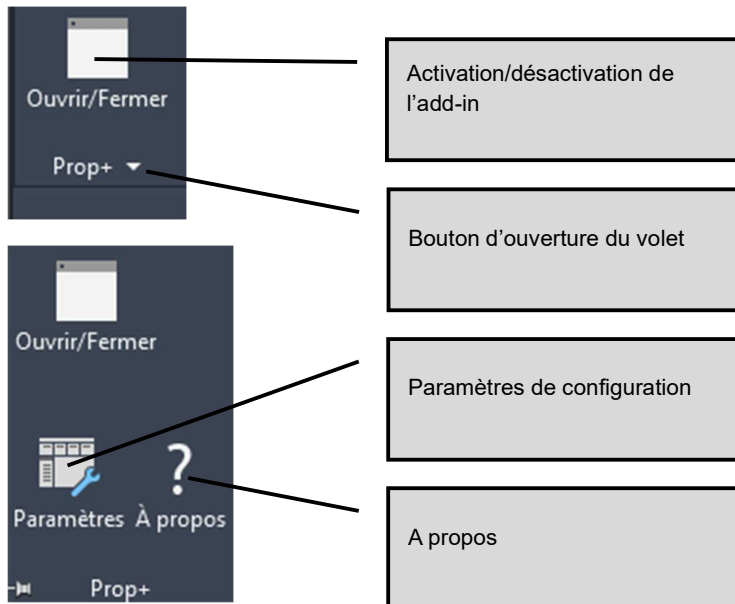 Ouvrir/Fermer
Prop+
Activation/désactivation de
l'add-in
Bouton d'ouverture du volet
Ouvrir/Fermer
Paramètres À propos
Prop+
Paramètres de configuration
A propos